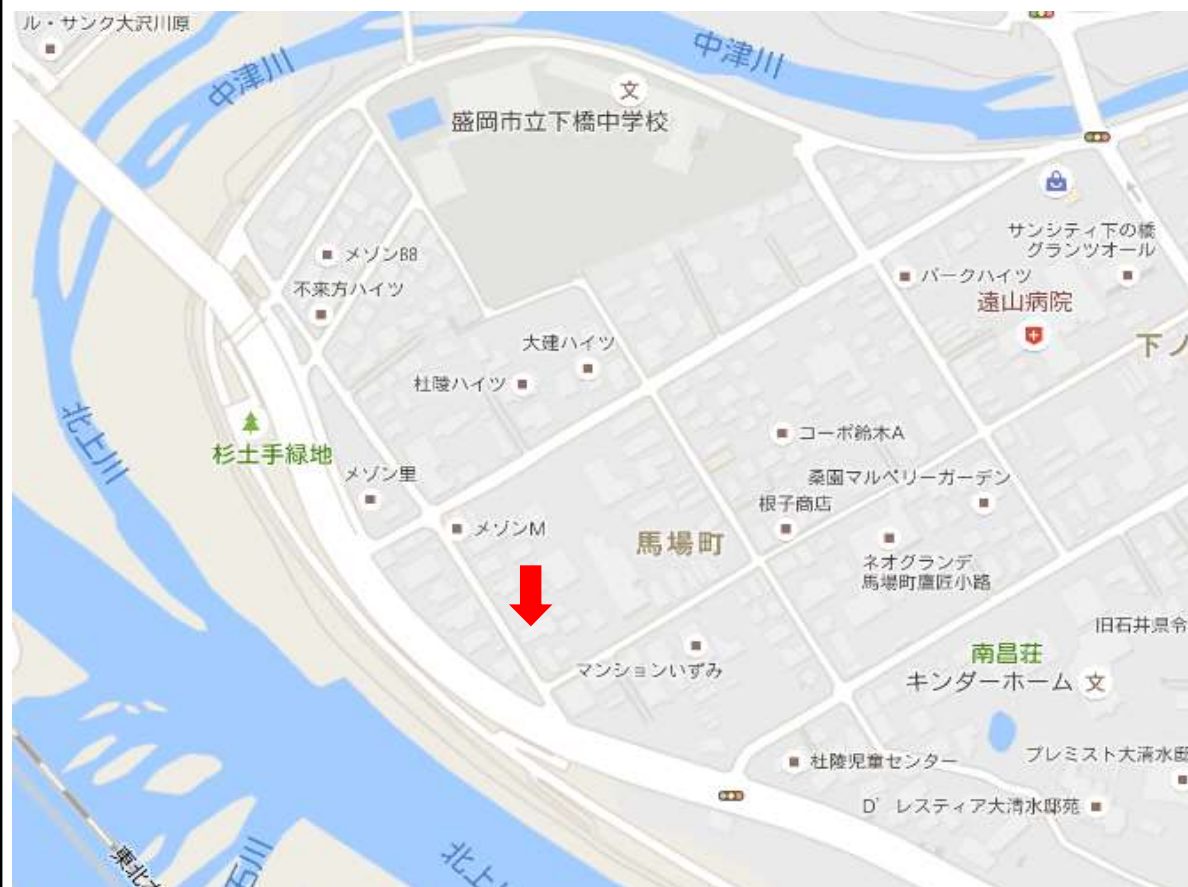 ル・サンク大沢川原
中津川
中津川
文
盛岡市立下橋中学校
サンシティ下の橋
グランツオール
メゾン88
パークハイツ
不来方ハイツ
遠山病院
大建ハイツ
下ノ
杜陵ハイツ
北上川
コーポ鈴木A
杉土手緑地
メゾン里
桑園マルベリーガーデン
根子商店
メゾンM
馬場町
ネオグランデ
馬場町鷹匠小路
旧石井県令
南昌荘
マンションいずみ
キンダーホーム
文
杜陵児童センター
プレミスト大清水邸
D’レスティア大清水邸苑
北上
東北
石川